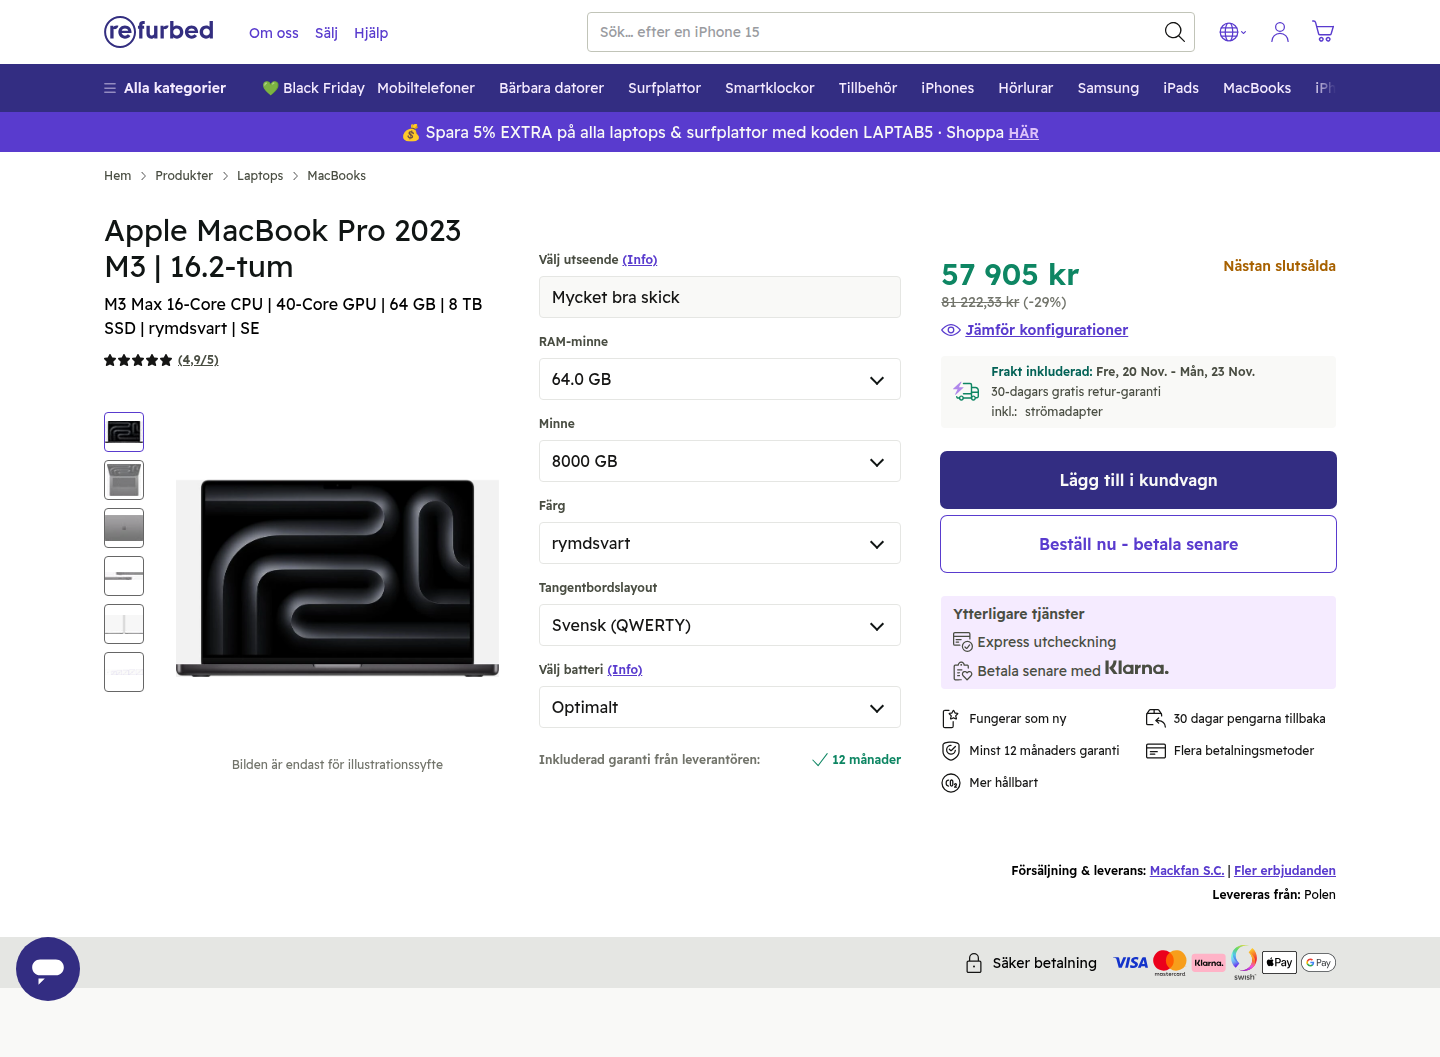 refurbed
Om oss
Sälj
Hjälp
Sök... efter en iPhone 15
Alla kategorier
💚 Black Friday
Mobiltelefoner
Bärbara datorer
Surfplattor
Smartklockor
Tillbehör
iPhones
Hörlurar
Samsung
iPads
MacBooks
iPh
💰 Spara 5% EXTRA på alla laptops & surfplattor med koden LAPTAB5 · Shoppa HÄR
Hem > Produkter > Laptops > MacBooks
Apple MacBook Pro 2023
M3 | 16.2-tum
M3 Max 16-Core CPU | 40-Core GPU | 64 GB | 8 TB
SSD | rymdsvart | SE
(4,9/5)
Bilden är endast för illustrationssyfte
Välj utseende (Info)
Mycket bra skick
RAM-minne
64.0 GB
Minne
8000 GB
Färg
rymdsvart
Tangentbordslayout
Svensk (QWERTY)
Välj batteri (Info)
Optimalt
Inkluderad garanti från leverantören:
12 månader
57 905 kr
Nästan slutsålda
81 222,33 kr (-29%)
Jämför konfigurationer
Frakt inkluderad: Fre, 20 Nov. - Mån, 23 Nov.
30-dagars gratis retur-garanti
inkl.: strömadapter
Lägg till i kundvagn
Beställ nu - betala senare
Ytterligare tjänster
Express utcheckning
Betala senare med Klarna.
Fungerar som ny
30 dagar pengarna tillbaka
Minst 12 månaders garanti
Flera betalningsmetoder
Mer hållbart
Försäljning & leverans: Mackfan S.C. | Fler erbjudanden
Levereras från: Polen
Säker betalning
VISA
mastercard
Klarna.
swish
Pay
G Pay